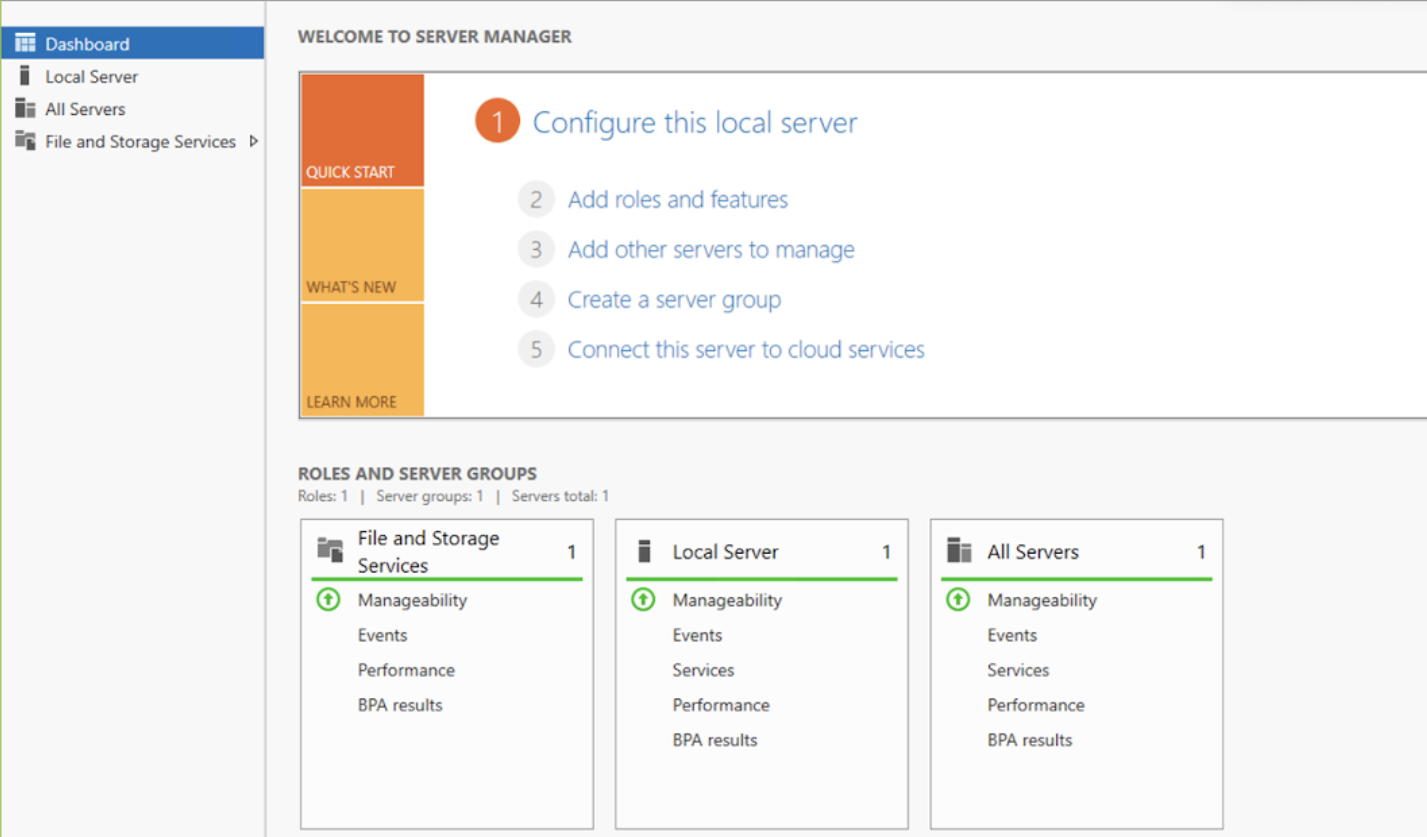 Dashboard
Local Server
All Servers
File and Storage Services
WELCOME TO SERVER MANAGER
QUICK START
WHAT'S NEW
LEARN MORE
1 Configure this local server
2 Add roles and features
3 Add other servers to manage
4 Create a server group
5 Connect this server to cloud services
ROLES AND SERVER GROUPS
Roles: 1 | Server groups: 1 | Servers total: 1
File and Storage
Services 1
Manageability
Events
Performance
BPA results
Local Server 1
Manageability
Events
Services
Performance
BPA results
All Servers 1
Manageability
Events
Services
Performance
BPA results